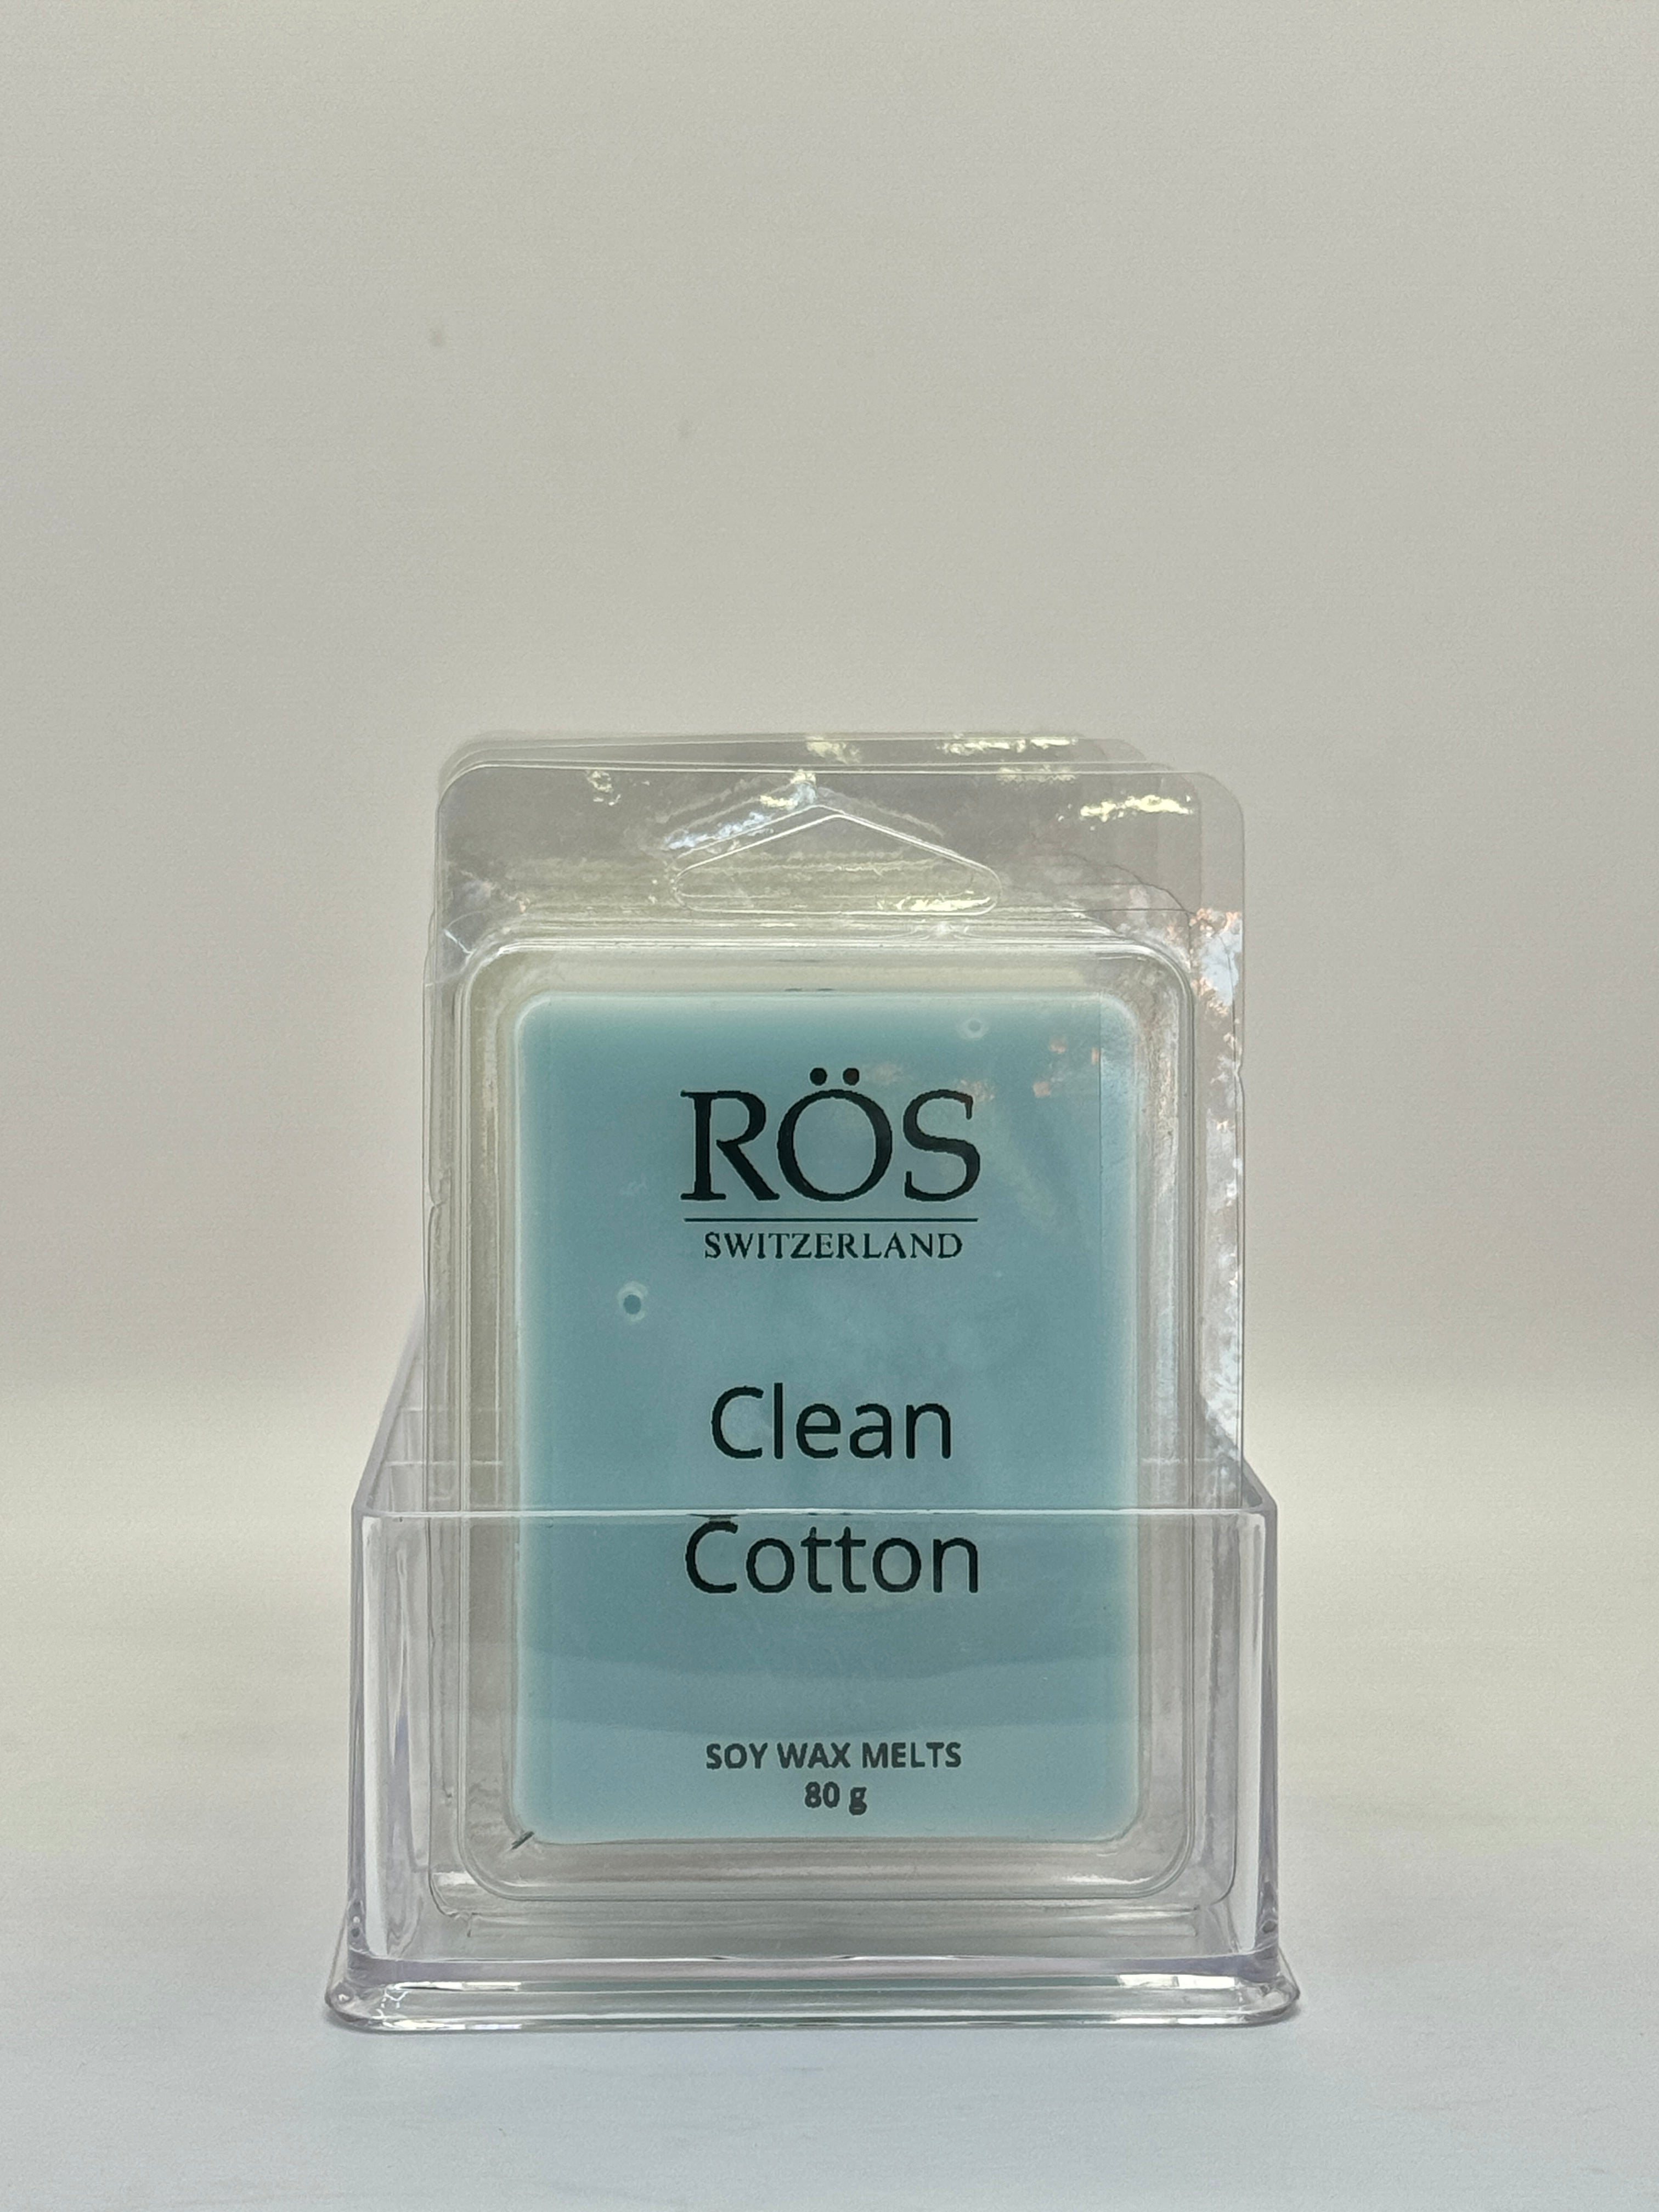 RÖS
SWITZERLAND
Clean
Cotton
SOY WAX MELTS
80 g